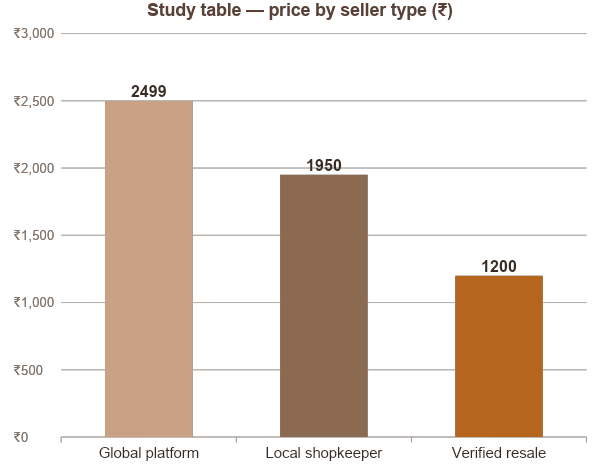 Study table — price by seller type (₹)
₹3,000
2499
₹2,500
₹2,000
1950
₹1,500
1200
₹1,000
₹500
₹0
Global platform
Local shopkeeper
Verified resale